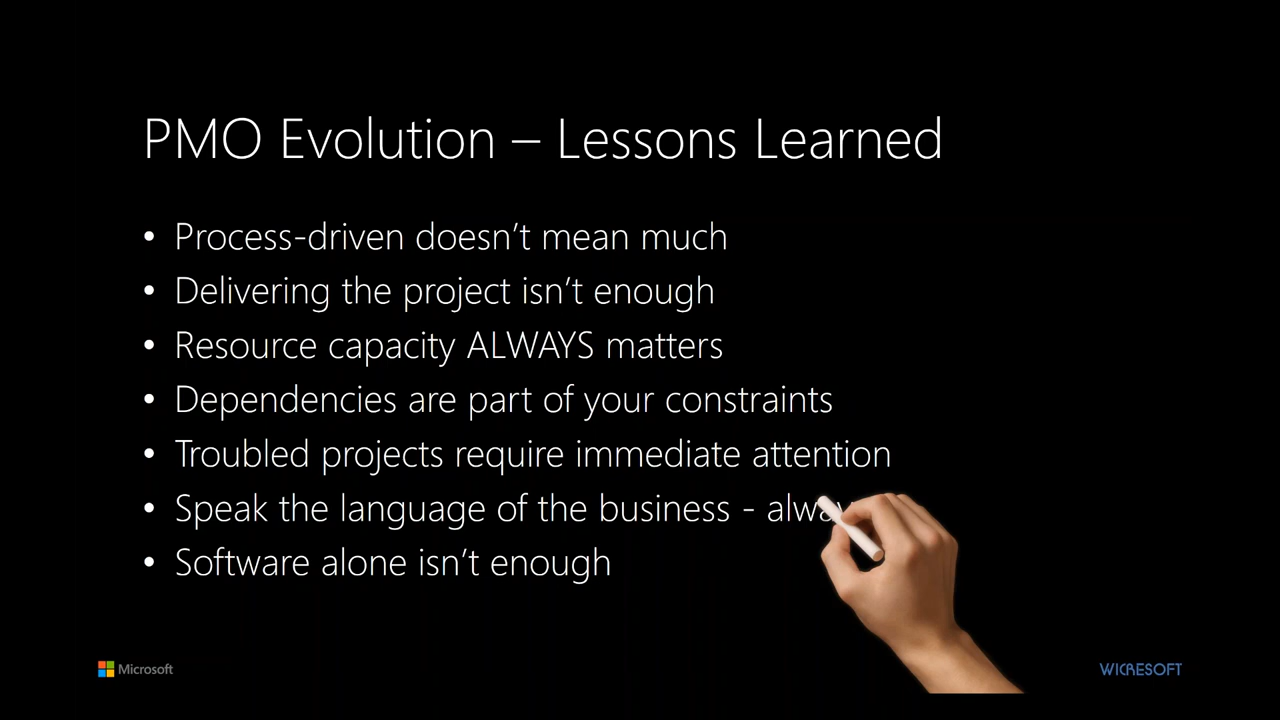 PMO Evolution – Lessons Learned
• Process-driven doesn't mean much
• Delivering the project isn't enough
• Resource capacity ALWAYS matters
• Dependencies are part of your constraints
• Troubled projects require immediate attention
• Speak the language of the business -
• Software alone isn't enough
Microsoft
WICRESOFT